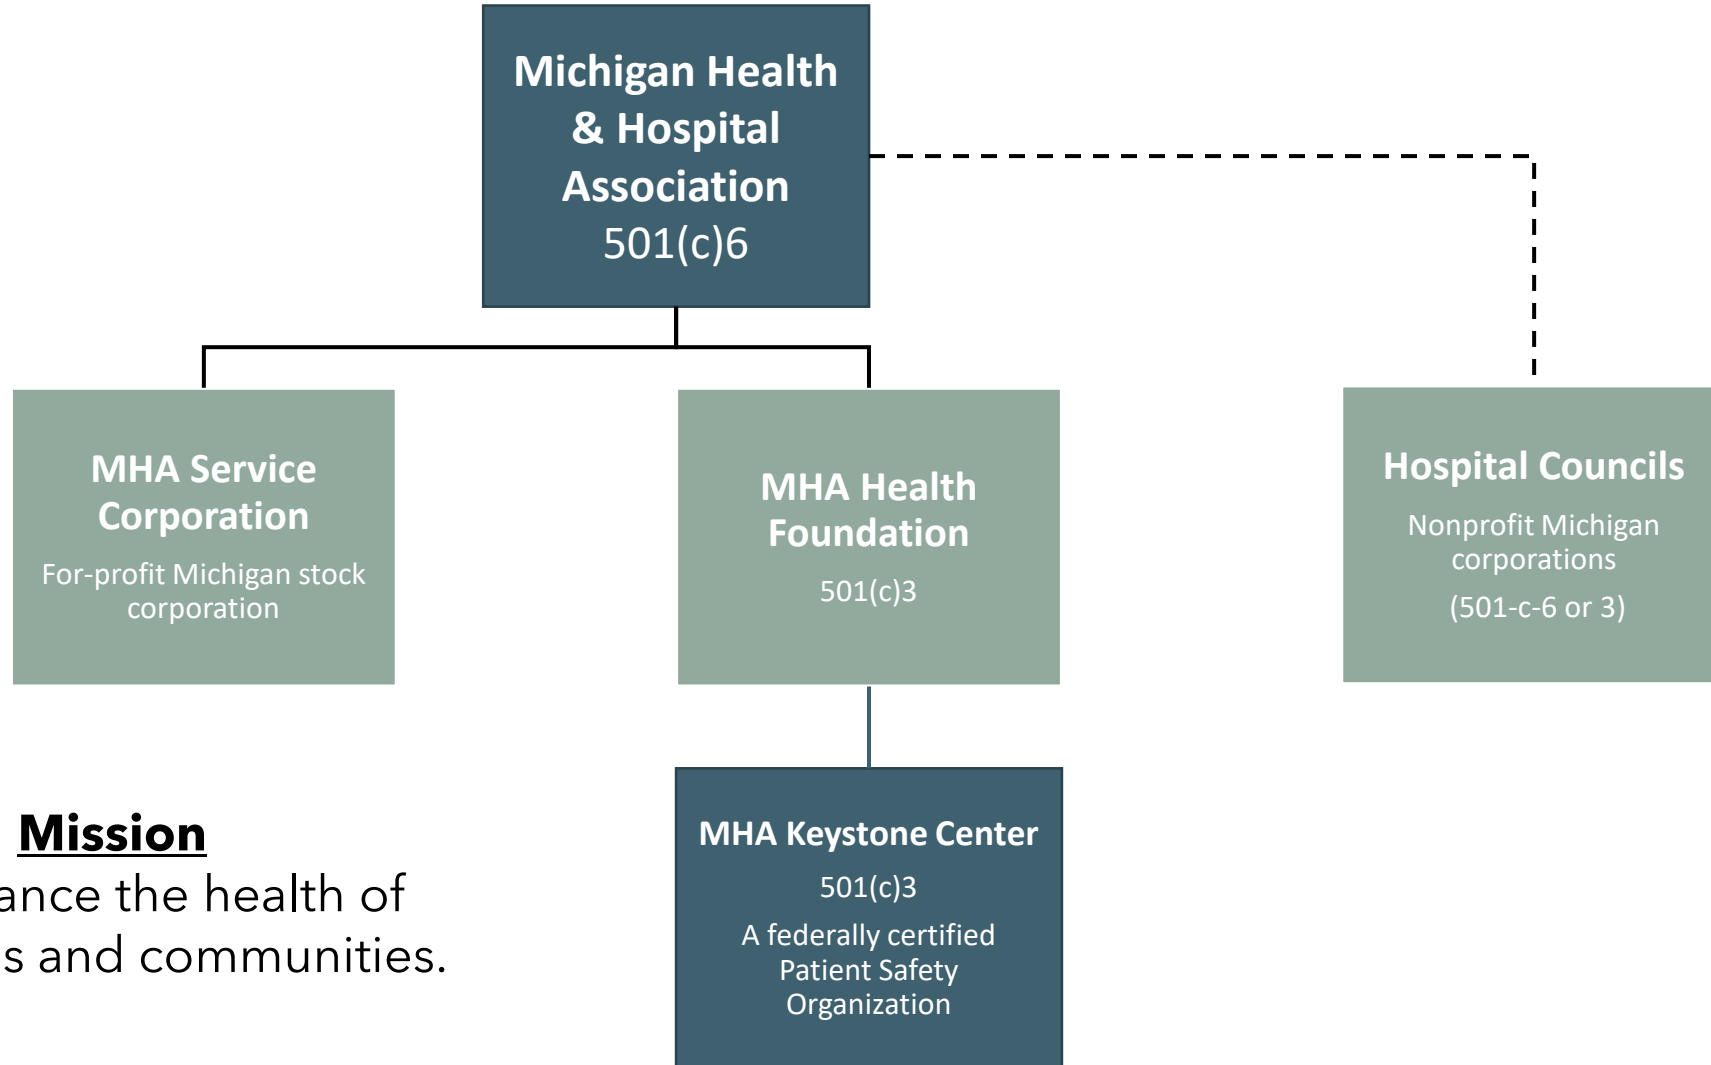 Michigan Health
& Hospital
Association
501(c)6
MHA Service
Corporation
For-profit Michigan stock
corporation
MHA Health
Foundation
501(c)3
Hospital Councils
Nonprofit Michigan
corporations
(501-c-6 or 3)
MHA Keystone Center
501(c)3
A federally certified
Patient Safety
Organization
Mission
the health of
and communities.